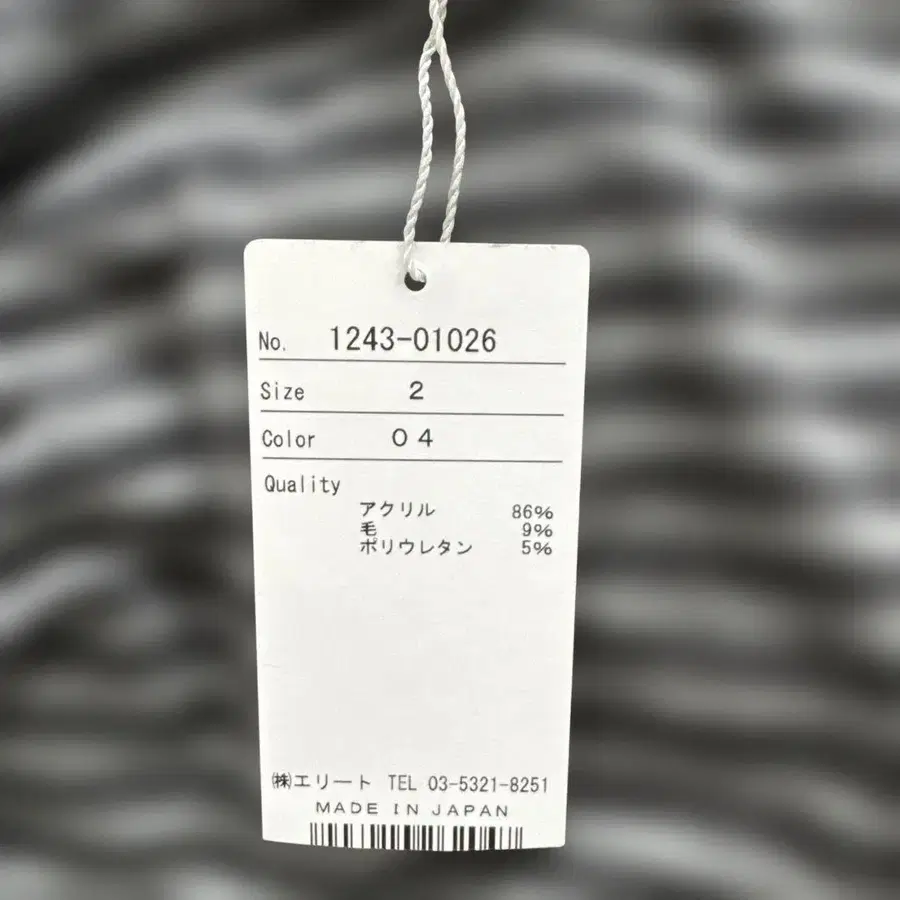 No. 1243-01026
Size 2
Color 04
Quality
アクリル 86%
毛 9%
ポリウレタン 5%
㈱エリート TEL 03-5321-8251
MADE IN JAPAN